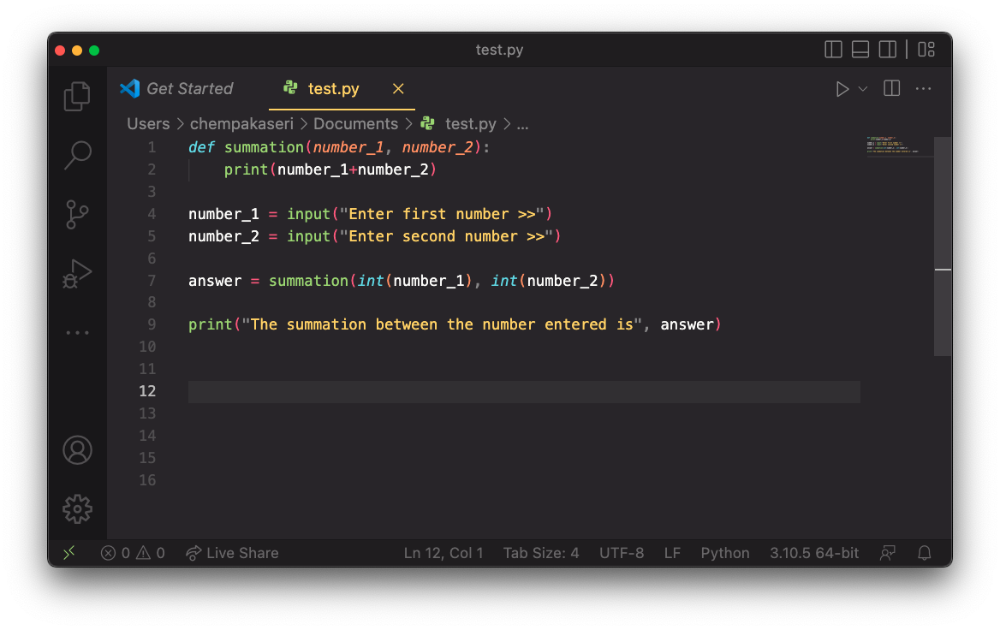 test.py
Get Started
test.py
Users > chempakaseri > Documents > test.py > ...
1 def summation(number_1, number_2):
2     print(number_1+number_2)
3
4 number_1 = input("Enter first number >>")
5 number_2 = input("Enter second number >>")
6
7 answer = summation(int(number_1), int(number_2))
8
9 print("The summation between the number entered is", answer)
10
11
12
13
14
15
16
0 0 Live Share Ln 12, Col 1 Tab Size: 4 UTF-8 LF Python 3.10.5 64-bit